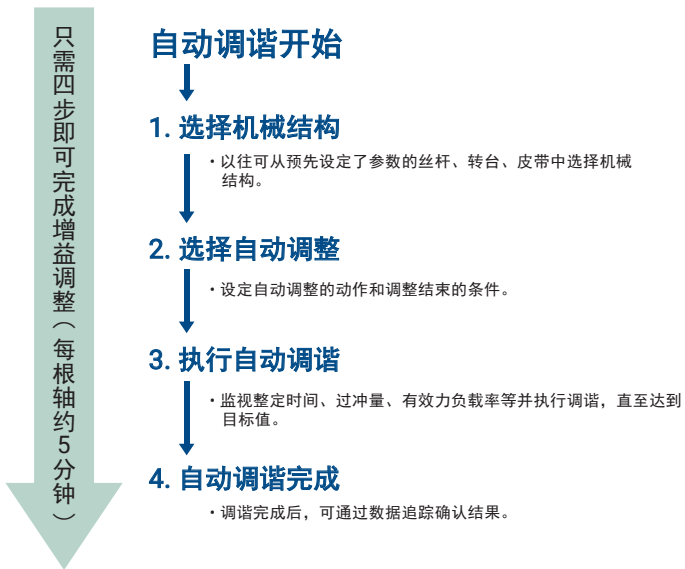 只需四步即可完成增益调整（每根轴约5分钟）
自动调谐开始
1. 选择机械结构
・以往可从预先设定了参数的丝杆、转台、皮带中选择机械
结构。
2. 选择自动调整
・设定自动调整的动作和调整结束的条件。
3. 执行自动调谐
・监视整定时间、过冲量、有效力负载率等并执行调谐，直至达到
目标值。
4. 自动调谐完成
・调谐完成后，可通过数据追踪确认结果。